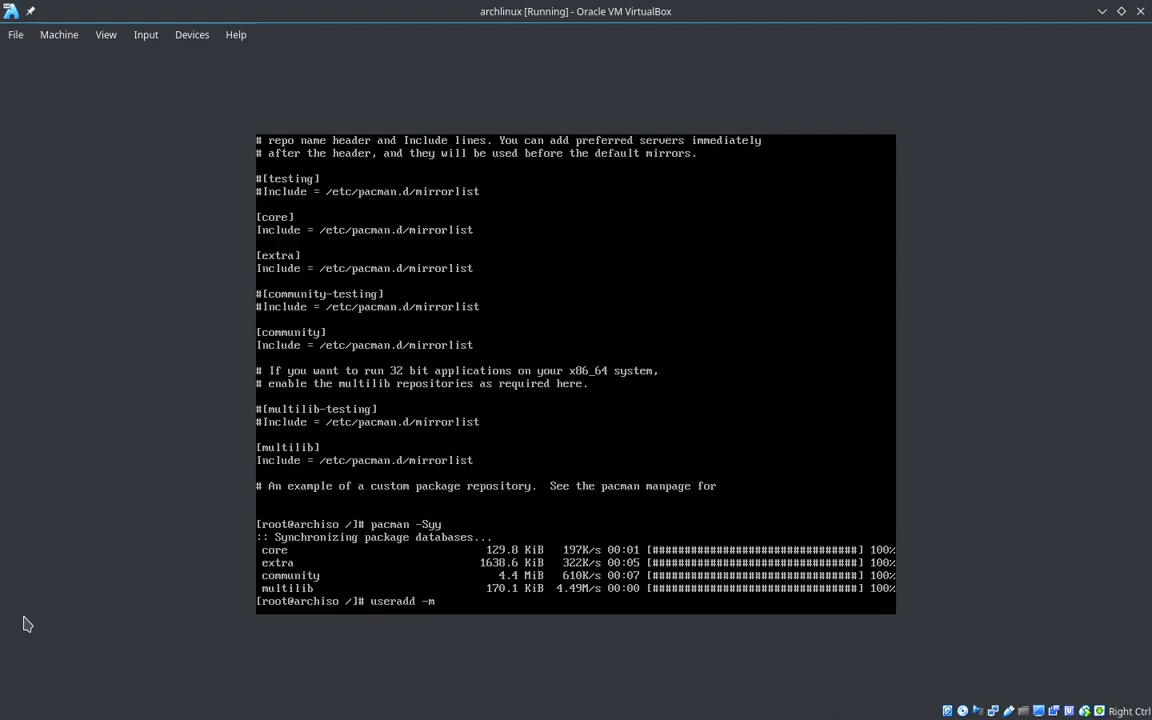 archlinux [Running] - Oracle VM VirtualBox
File Machine View Input Devices Help
# repo name header and Include lines. You can add preferred servers immediately
# after the header, and they will be used before the default mirrors.
#[testing]
#Include = /etc/pacman.d/mirrorlist
[core]
Include = /etc/pacman.d/mirrorlist
[extra]
Include = /etc/pacman.d/mirrorlist
#[community-testing]
#Include = /etc/pacman.d/mirrorlist
[community]
Include = /etc/pacman.d/mirrorlist
# If you want to run 32 bit applications on your x86_64 system,
# enable the multilib repositories as required here.
#[multilib-testing]
#Include = /etc/pacman.d/mirrorlist
[multilib]
Include = /etc/pacman.d/mirrorlist
# An example of a custom package repository.  See the pacman manpage for
[root@archiso /]# pacman -Syy
:: Synchronizing package databases...
core 129.8 KiB 197K/s 00:01 [################################] 100%
extra 1638.6 KiB 322K/s 00:05 [################################] 100%
community 4.4 MiB 610K/s 00:07 [################################] 100%
multilib 170.1 KiB 4.49M/s 00:00 [################################] 100%
[root@archiso /]# useradd -m
Right Ctrl